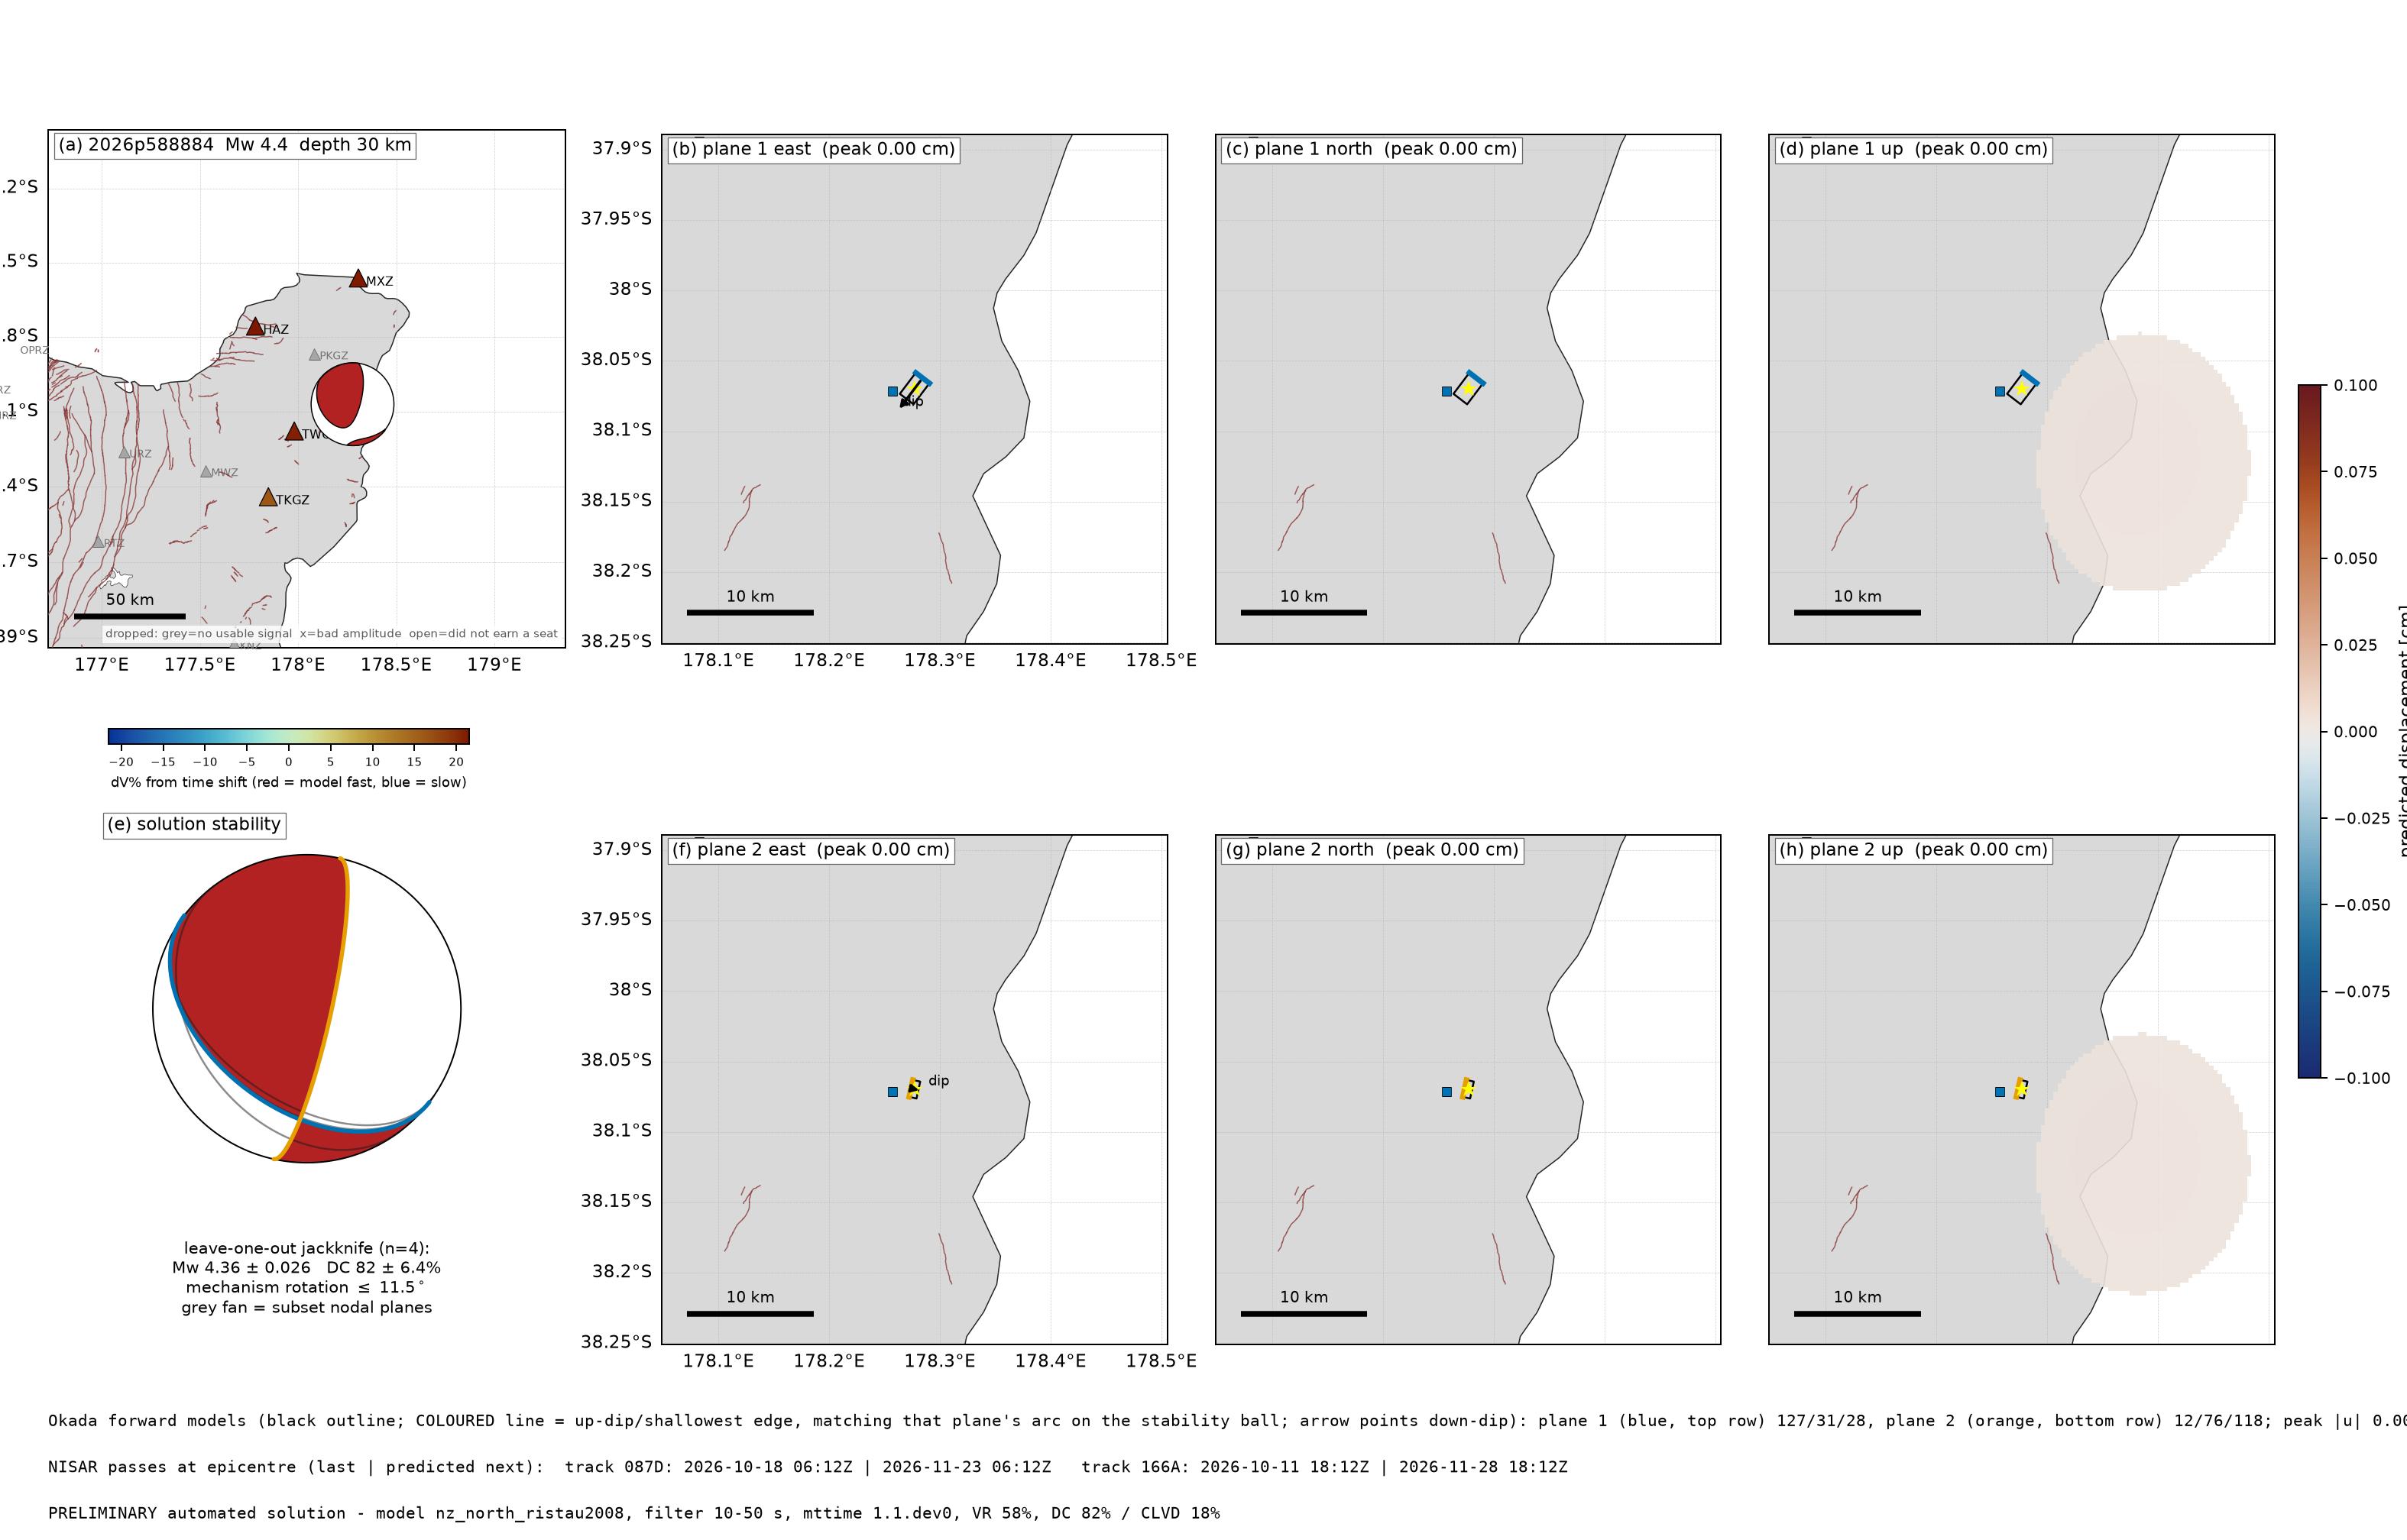 (a) 2026p588884  Mw 4.4  depth 30 km
.2°S
.5°S
.8°S
1°S
.4°S
.7°S
39°S
MXZ
HAZ
OPRZ
PKGZ
RZ
URZ
MWZ
TKGZ
RTZ
50 km
dropped: grey=no usable signal  x=bad amplitude  open=did not earn a seat
177°E
177.5°E
178°E
178.5°E
179°E
(b) plane 1 east  (peak 0.00 cm)
37.9°S
37.95°S
38°S
38.05°S
38.1°S
38.15°S
38.2°S
38.25°S
dip
10 km
178.1°E
178.2°E
178.3°E
178.4°E
178.5°E
(c) plane 1 north  (peak 0.00 cm)
10 km
(d) plane 1 up  (peak 0.00 cm)
10 km
0.100
0.075
0.050
0.025
0.000
−0.025
−0.050
−0.075
−0.100
predicted displacement [cm]
−20
−15
−10
−5
0
5
10
15
20
dV% from time shift (red = model fast, blue = slow)
(e) solution stability
leave-one-out jackknife (n=4):
Mw 4.36 ± 0.026   DC 82 ± 6.4%
mechanism rotation ≤ 11.5°
grey fan = subset nodal planes
(f) plane 2 east  (peak 0.00 cm)
37.9°S
37.95°S
38°S
38.05°S
38.1°S
38.15°S
38.2°S
38.25°S
dip
10 km
178.1°E
178.2°E
178.3°E
178.4°E
178.5°E
(g) plane 2 north  (peak 0.00 cm)
10 km
(h) plane 2 up  (peak 0.00 cm)
10 km
Okada forward models (black outline; COLOURED line = up-dip/shallowest edge, matching that plane's arc on the stability ball; arrow points down-dip): plane 1 (blue, top row) 127/31/28, plane 2 (orange, bottom row) 12/76/118; peak |u| 0.00
NISAR passes at epicentre (last | predicted next):  track 087D: 2026-10-18 06:12Z | 2026-11-23 06:12Z   track 166A: 2026-10-11 18:12Z | 2026-11-28 18:12Z
PRELIMINARY automated solution - model nz_north_ristau2008, filter 10-50 s, mttime 1.1.dev0, VR 58%, DC 82% / CLVD 18%